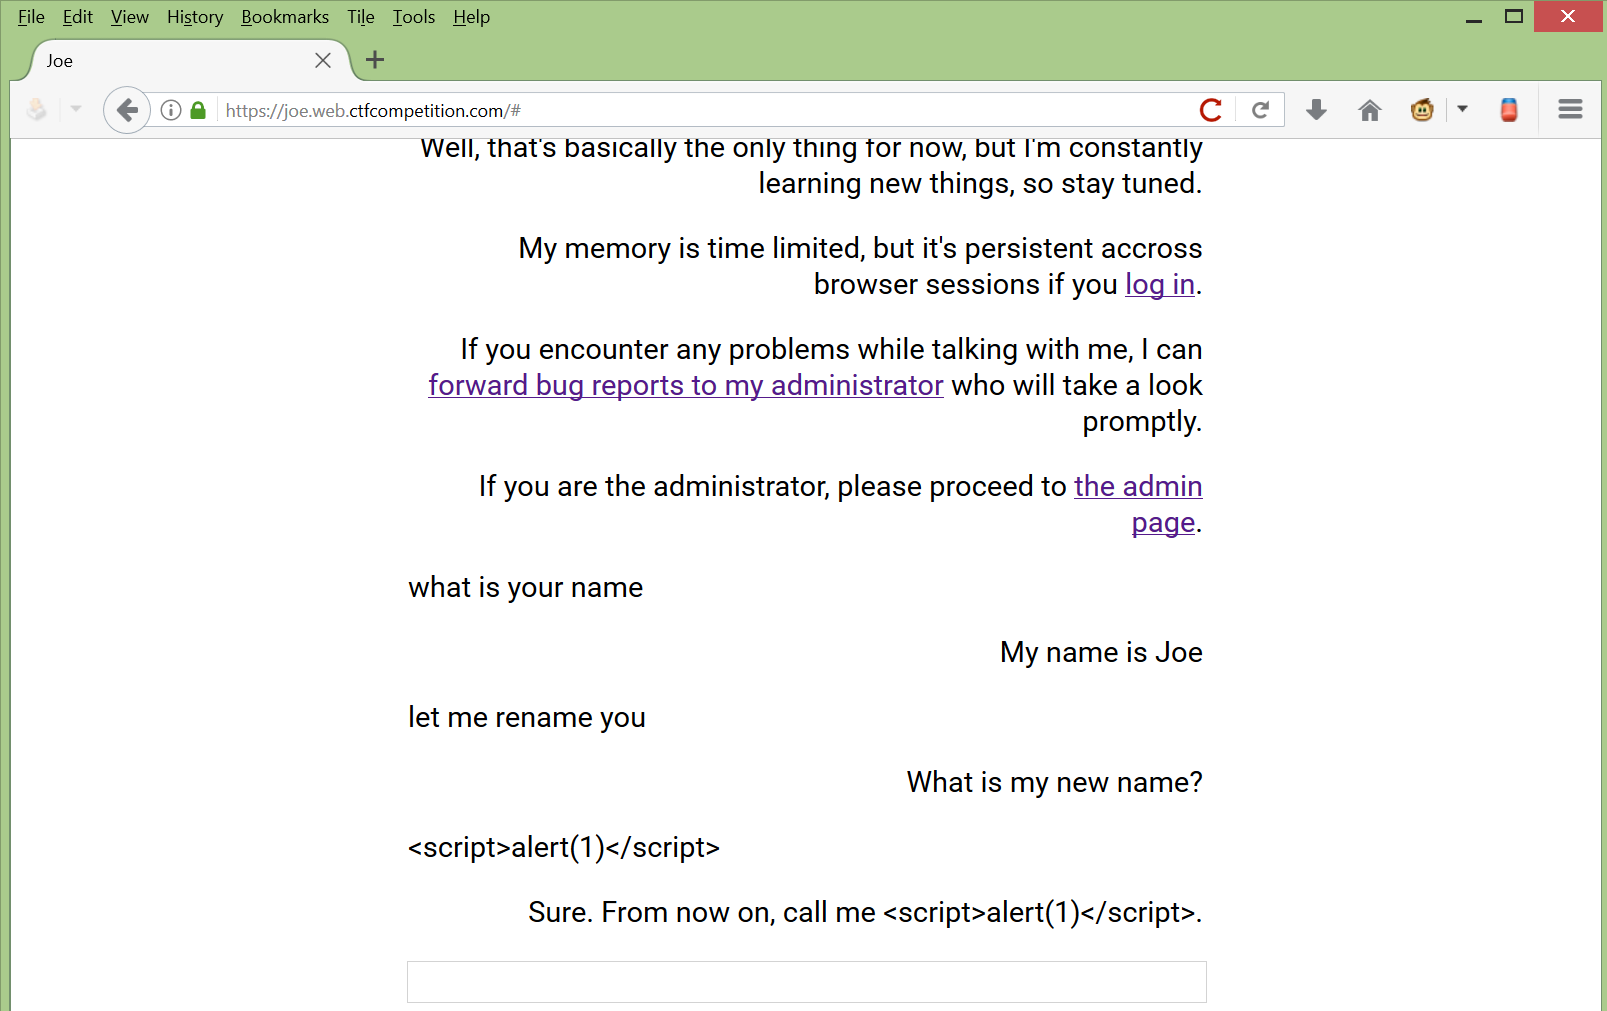 File Edit View History Bookmarks Tile Tools Help
Joe
https://joe.web.ctfcompetition.com/#
Well, that's basically the only thing for now, but I'm constantly
learning new things, so stay tuned.
My memory is time limited, but it's persistent accross
browser sessions if you log in.
If you encounter any problems while talking with me, I can
forward bug reports to my administrator who will take a look
promptly.
If you are the administrator, please proceed to the admin
page.
what is your name
My name is Joe
let me rename you
What is my new name?
<script>alert(1)</script>
Sure. From now on, call me <script>alert(1)</script>.